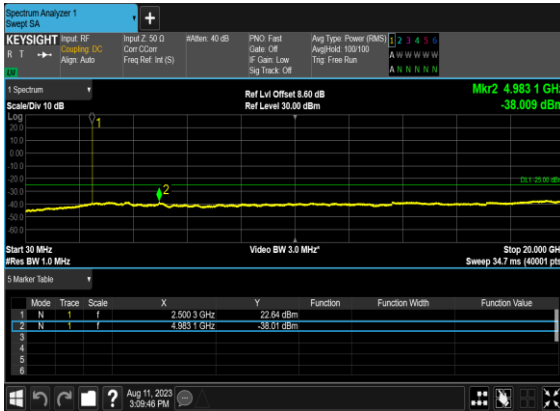 Spectrum Analyzer 1
Swept SA
+
KEYSIGHT Input: RF Input Z: 50 Ω #Atten: 40 dB PNO: Fast Avg Type: Power (RMS) 1 2 3 4 5 6
R T Coupling: DC Corr CCorr Gate: Off Avg|Hold: 100/100 A W W W W W
Align: Auto Freq Ref: Int (S) IF Gain: Low Trig: Free Run
Sig Track: Off A N N N N N
1 Spectrum
Scale/Div 10 dB
Ref Lvl Offset 8.60 dB
Ref Level 30.00 dBm
Mkr2 4.983 1 GHz
-38.009 dBm
Log
20.0
10.0
0.00
-10.0
-20.0
-30.0
-40.0
-50.0
-60.0
1
2
DL1 -25.00 dBm
Start 30 MHz Video BW 3.0 MHz* Stop 20.000 GHz
#Res BW 1.0 MHz Sweep 34.7 ms (40001 pts)
5 Marker Table
Mode Trace Scale X Y Function Function Width Function Value
1 N 1 f 2.500 3 GHz 22.64 dBm
2 N 1 f 4.983 1 GHz -38.01 dBm
3
4
5
6
?
Aug 11, 2023
3:09:46 PM